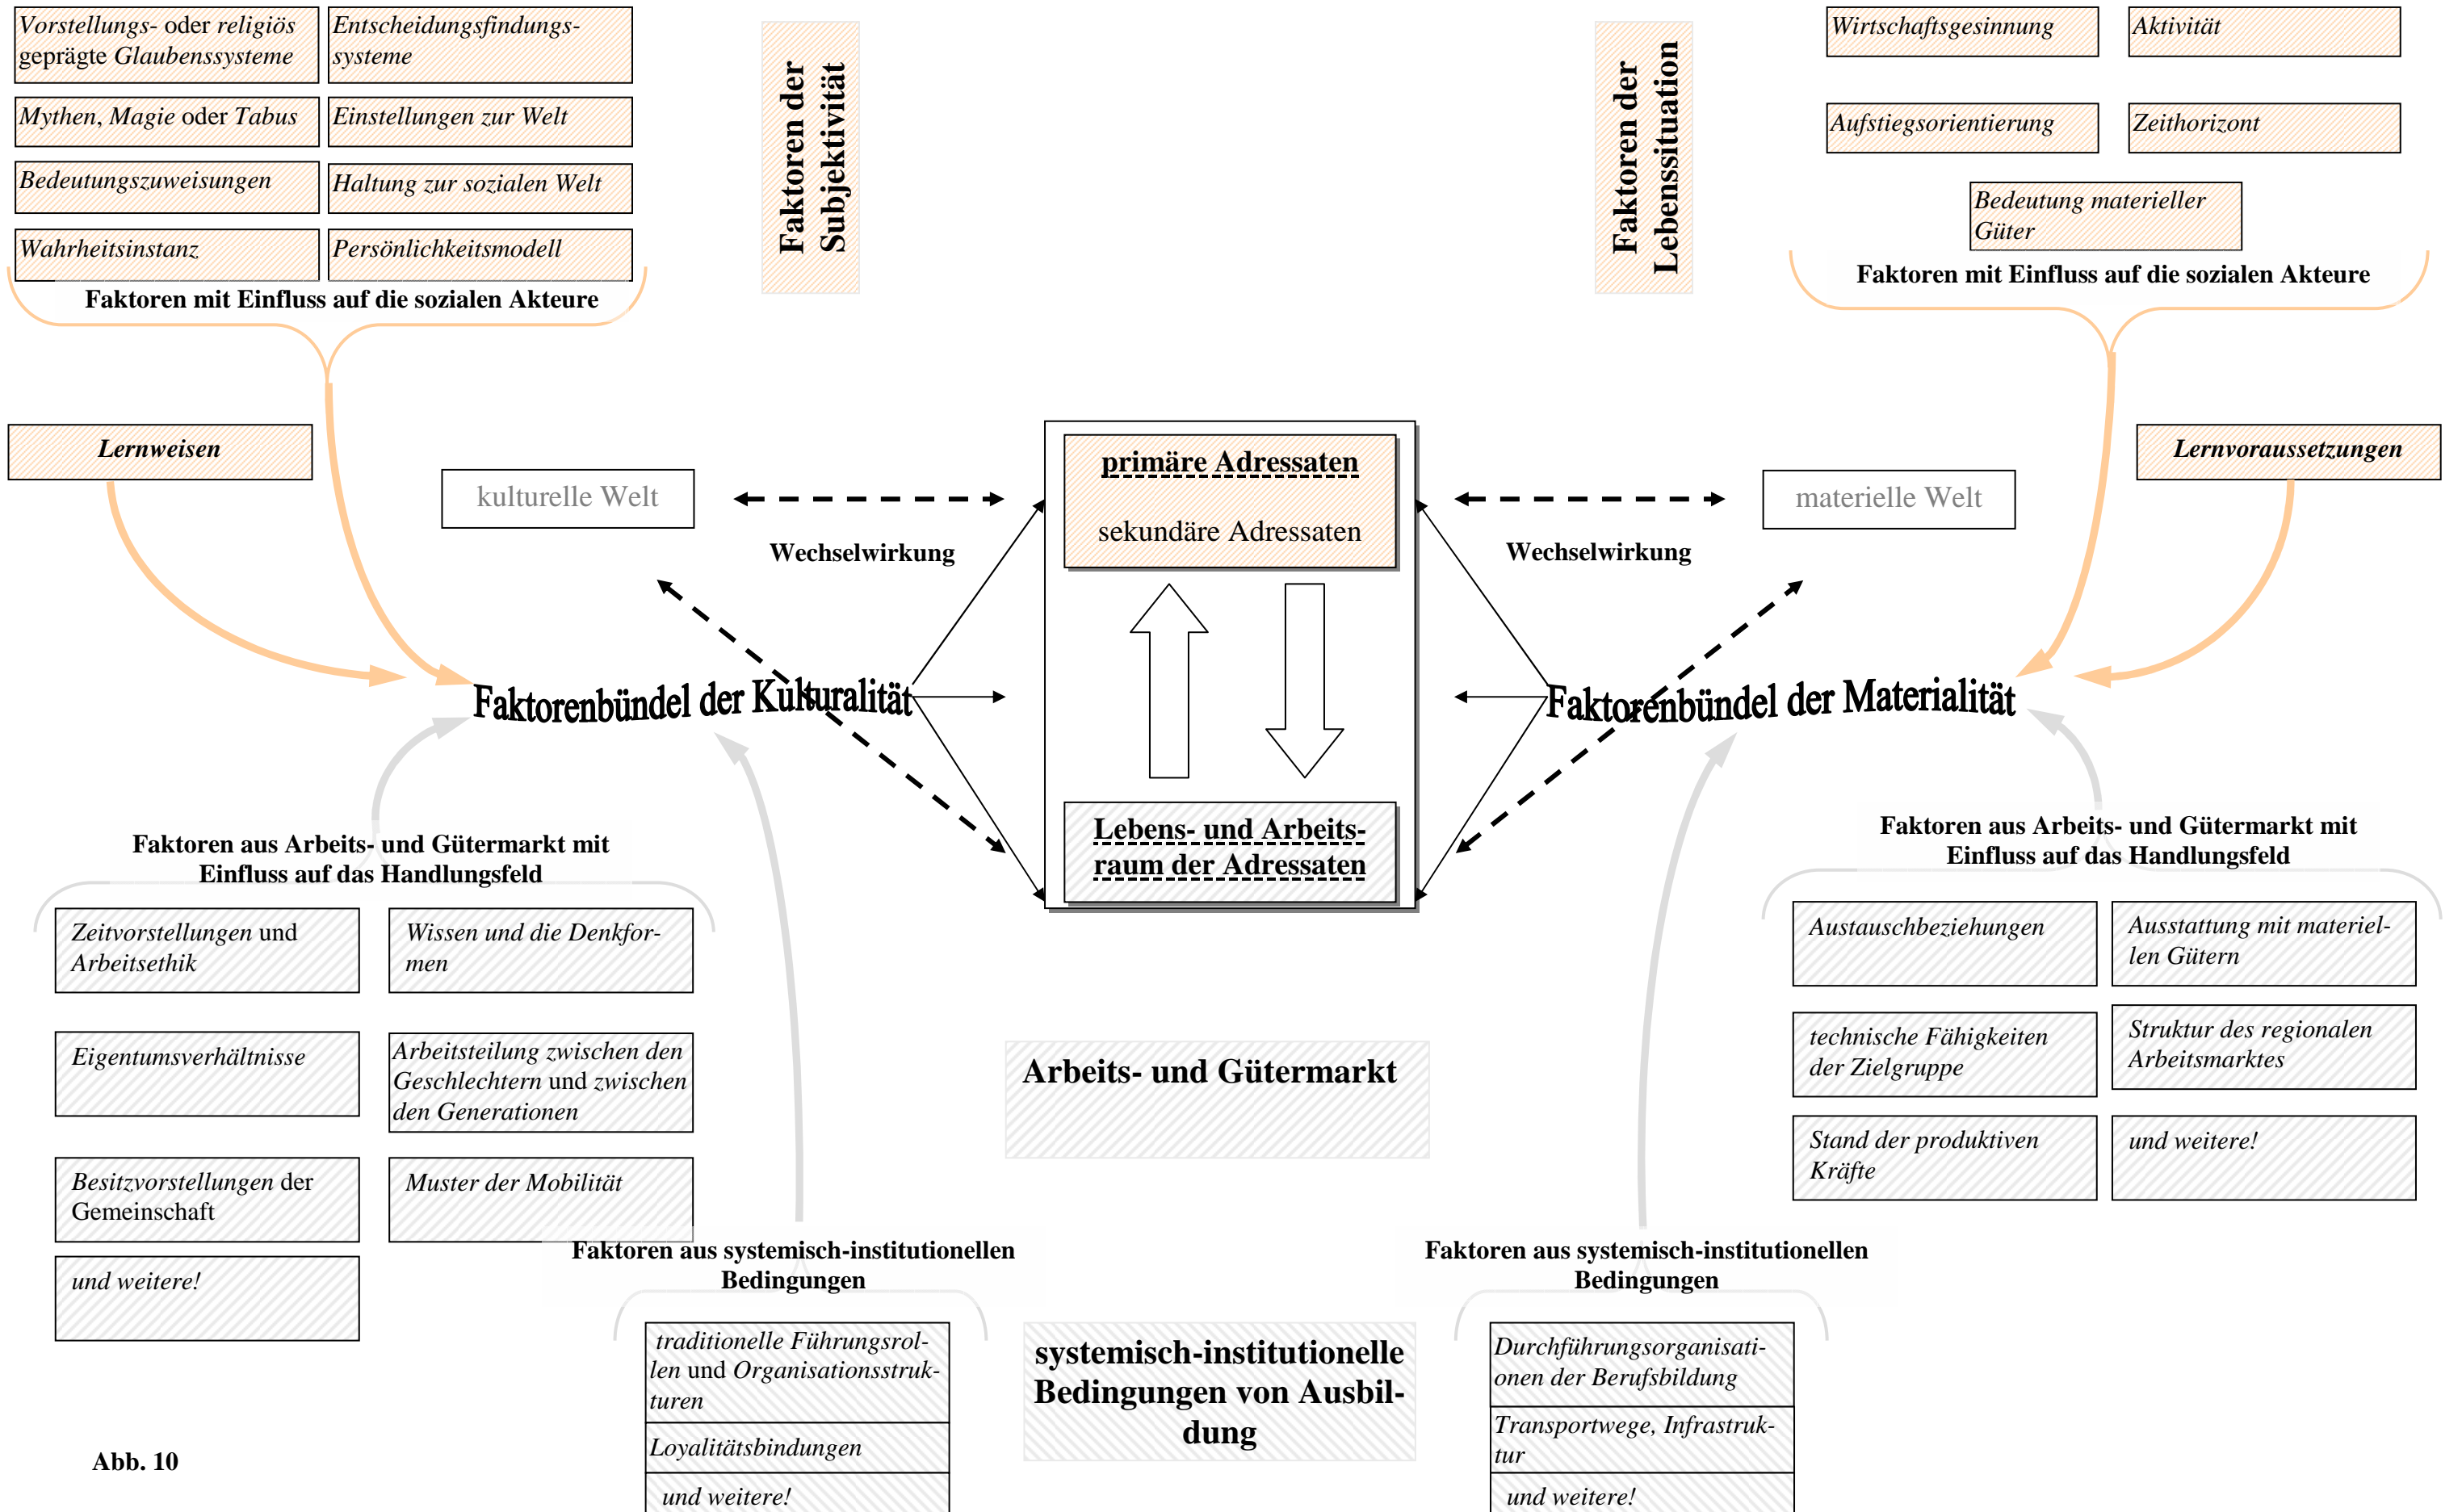 Vorstellungs- oder religiös
geprägte Glaubenssysteme
Entscheidungsfindungs-
systeme
Mythen, Magie oder Tabus
Einstellungen zur Welt
Bedeutungszuweisungen
Haltung zur sozialen Welt
Wahrheitsinstanz
Persönlichkeitsmodell
Faktoren mit Einfluss auf die sozialen Akteure
Faktoren der
Subjektivität
Faktoren der
Lebenssituation
Wirtschaftsgesinnung
Aktivität
Aufstiegsorientierung
Zeithorizont
Bedeutung materieller
Güter
Faktoren mit Einfluss auf die sozialen Akteure
Lernweisen
kulturelle Welt
Wechselwirkung
primäre Adressaten
sekundäre Adressaten
Wechselwirkung
materielle Welt
Lernvoraussetzungen
Faktorenbündel der Kulturalität
Faktorenbündel der Materialität
Lebens- und Arbeits-
raum der Adressaten
Faktoren aus Arbeits- und Gütermarkt mit
Einfluss auf das Handlungsfeld
Zeitvorstellungen und
Arbeitsethik
Wissen und die Denkfor-
men
Eigentumsverhältnisse
Arbeitsteilung zwischen den
Geschlechtern und zwischen
den Generationen
Besitzvorstellungen der
Gemeinschaft
Muster der Mobilität
und weitere!
Faktoren aus Arbeits- und Gütermarkt mit
Einfluss auf das Handlungsfeld
Austauschbeziehungen
Ausstattung mit materiel-
len Gütern
technische Fähigkeiten
der Zielgruppe
Struktur des regionalen
Arbeitsmarktes
Stand der produktiven
Kräfte
und weitere!
Arbeits- und Gütermarkt
Faktoren aus systemisch-institutionellen
Bedingungen
traditionelle Führungsrol-
len und Organisationsstruk-
turen
Loyalitätsbindungen
und weitere!
systemisch-institutionelle
Bedingungen von Ausbil-
dung
Faktoren aus systemisch-institutionellen
Bedingungen
Durchführungsorganisati-
onen der Berufsbildung
Transportwege, Infrastruk-
tur
und weitere!
Abb. 10